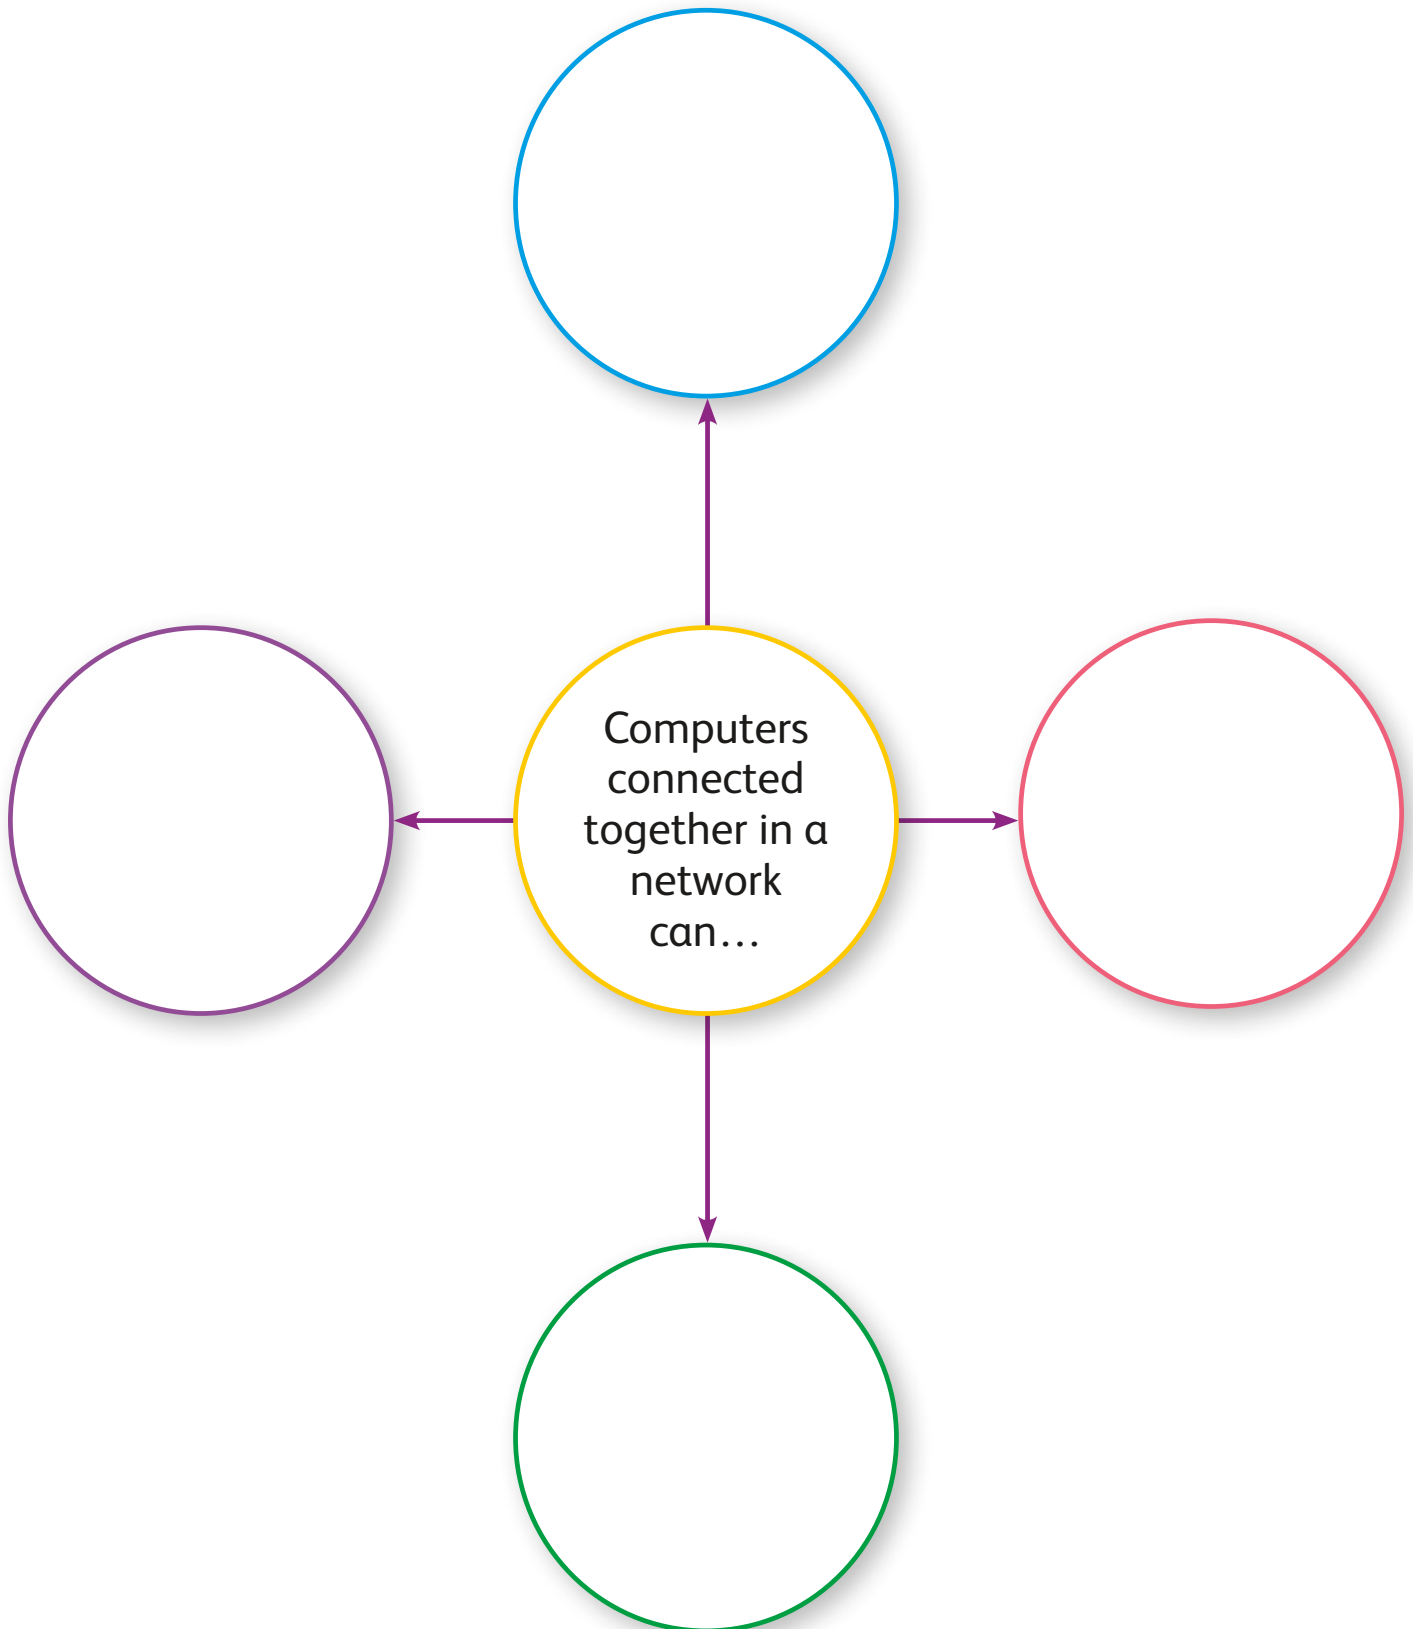 Computers
connected
together in a
network
can…